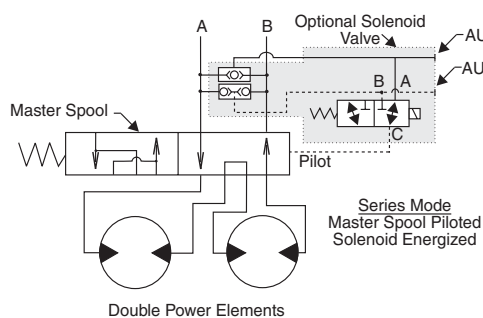 A
B
Optional Solenoid
Valve
AU
AU
B
A
C
Master Spool
Pilot
Series Mode
Master Spool Piloted
Solenoid Energized
Double Power Elements